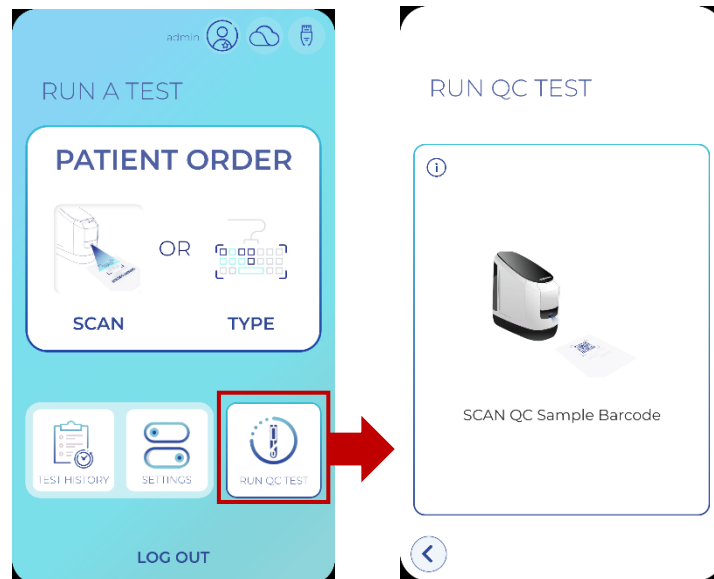 admin
RUN A TEST
PATIENT ORDER
OR
SCAN TYPE
TEST HISTORY SETTINGS RUN QC TEST
LOG OUT
RUN QC TEST
i
SCAN QC Sample Barcode